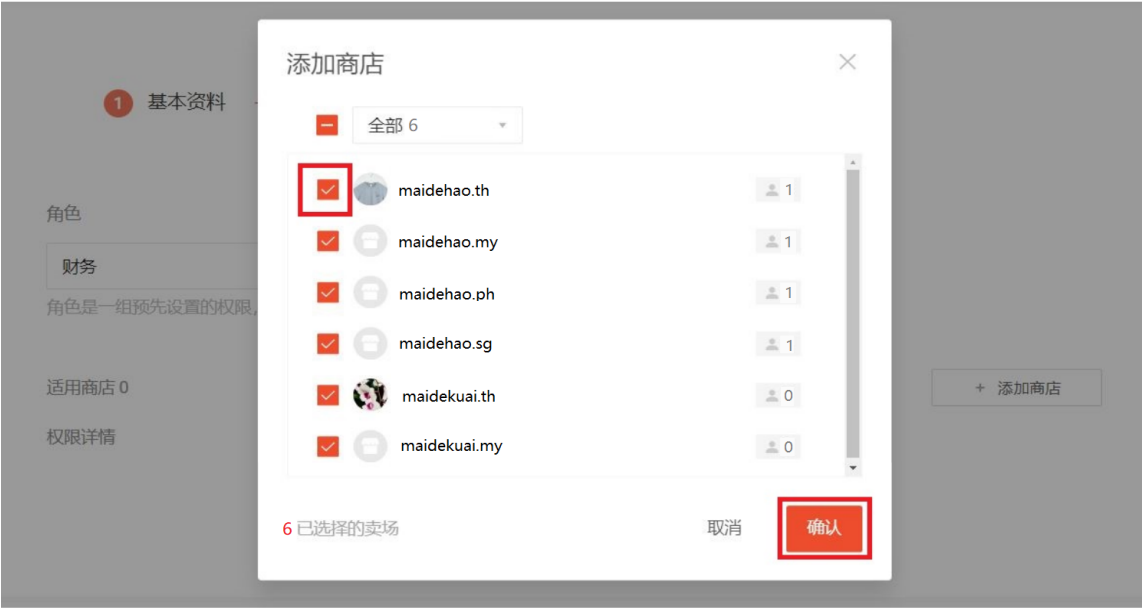 添加商店
1 基本资料
全部 6
maidehao.th 1
maidehao.my 1
角色
财务
maidehao.ph 1
角色是一组预先设置的权限,
maidehao.sg 1
适用商店 0
maidekuai.th 0
+ 添加商店
权限详情
maidekuai.my 0
6 已选择的卖场
取消
确认